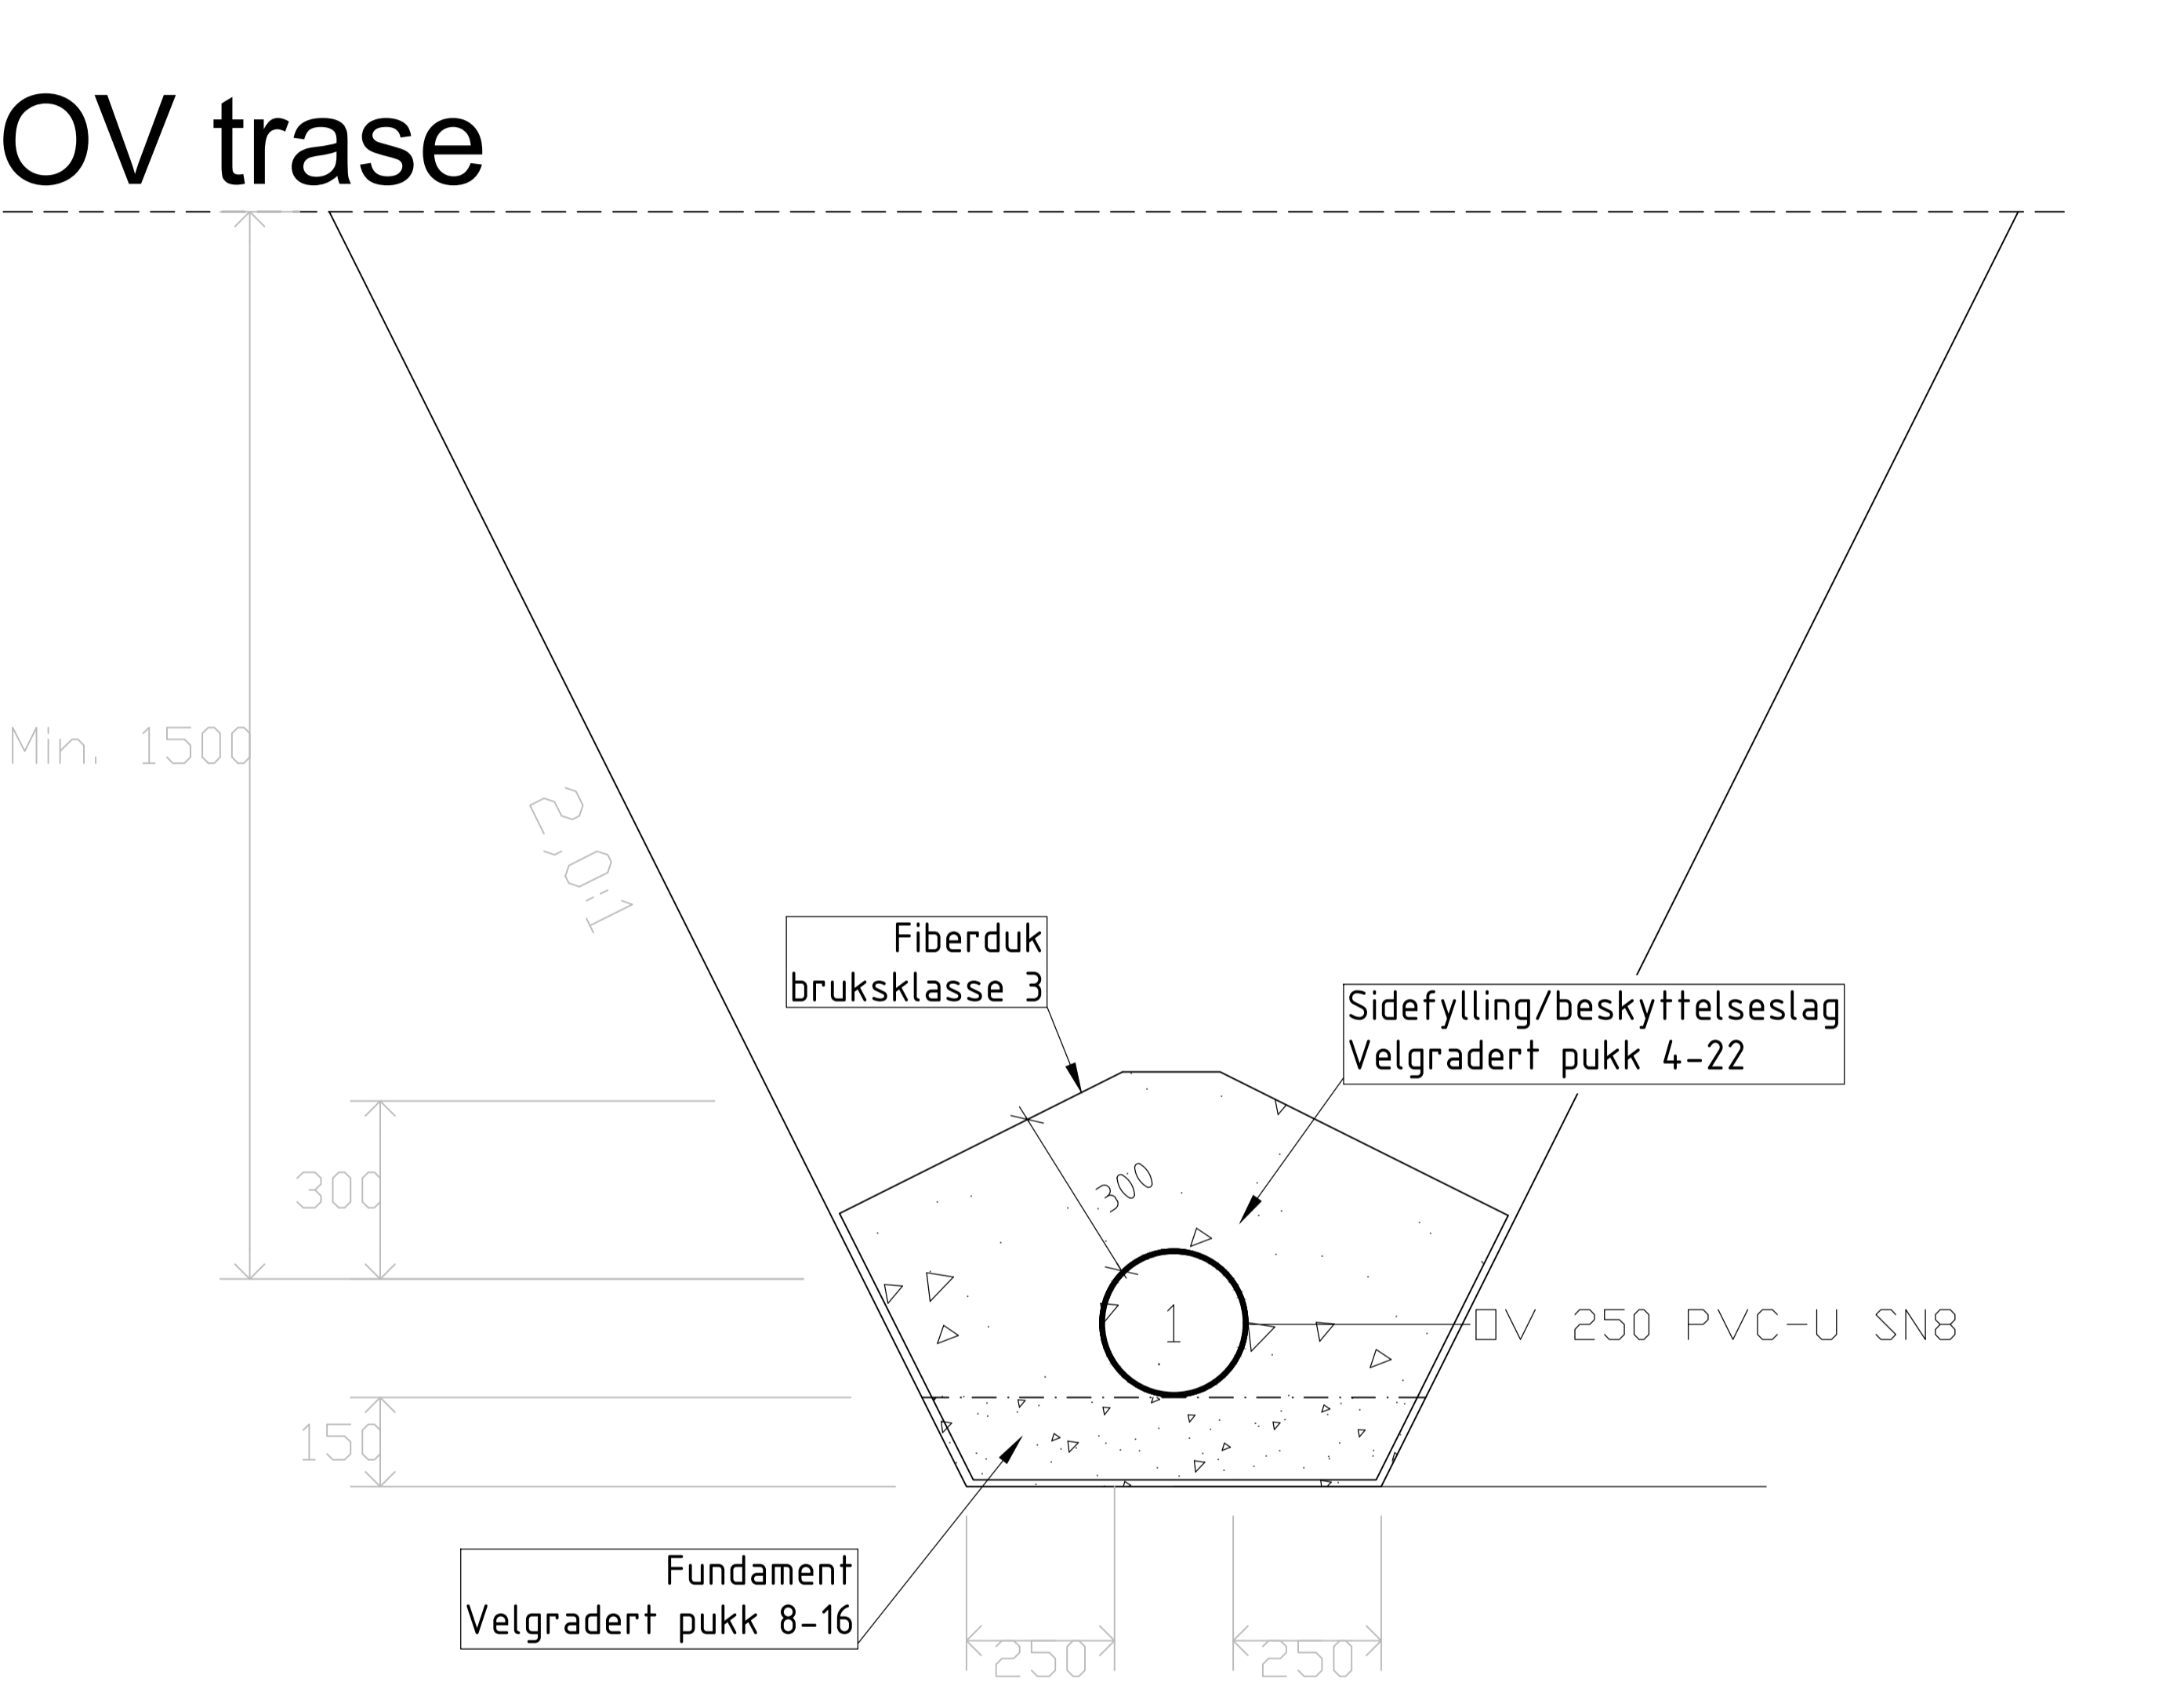 OV trase
Min. 1500
2,0:1
Fiberduk
bruksklasse 3
Sidefylling/beskyttelseslag
Velgradert pukk 4-22
300
300
1
OV 250 PVC-U SN8
150
Fundament
Velgradert pukk 8-16
250
250